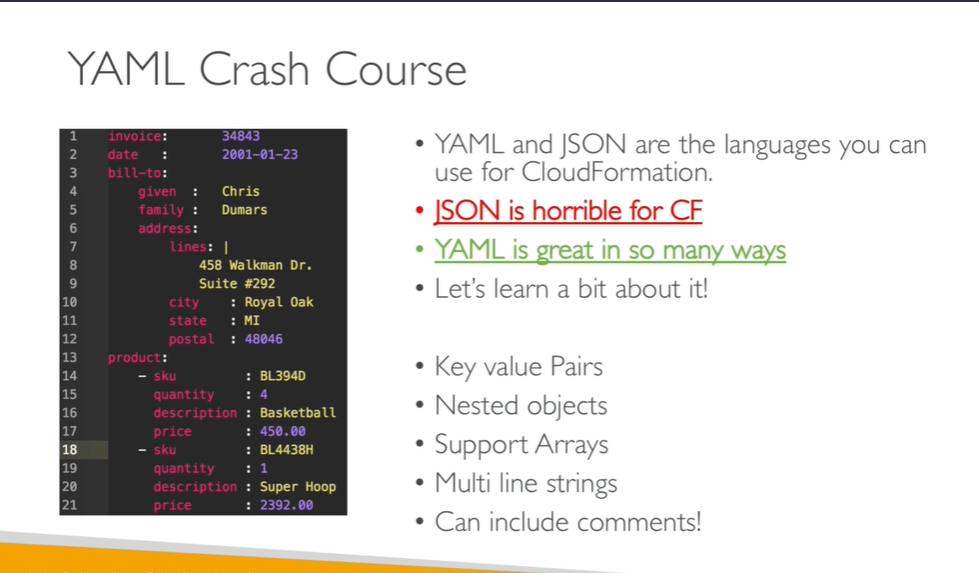 YAML Crash Course
1 invoice: 34843
2 date : 2001-01-23
3 bill-to:
4 given : Chris
5 family : Dumars
6 address:
7 lines: |
8 458 Walkman Dr.
9 Suite #292
10 city : Royal Oak
11 state : MI
12 postal : 48046
13 product:
14 - sku : BL394D
15 quantity : 4
16 description : Basketball
17 price : 450.00
18 - sku : BL4438H
19 quantity : 1
20 description : Super Hoop
21 price : 2392.00
• YAML and JSON are the languages you can
use for CloudFormation.
• JSON is horrible for CF
• YAML is great in so many ways
• Let's learn a bit about it!
• Key value Pairs
• Nested objects
• Support Arrays
• Multi line strings
• Can include comments!